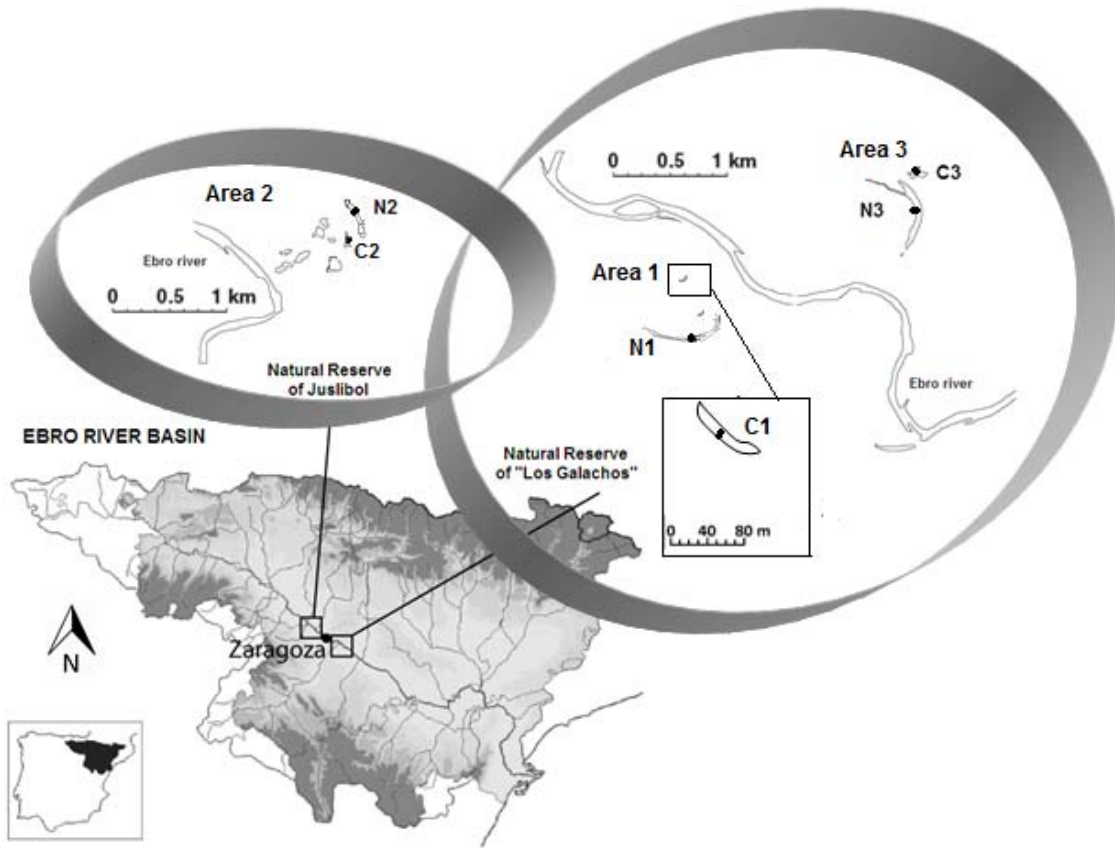 Area 2
N2
C2
Ebro river
0 0.5 1 km
Natural Reserve
of Juslibol
0 0.5 1 km
Area 3
C3
N3
Area 1
N1
Ebro river
C1
0 40 80 m
EBRO RIVER BASIN
Natural Reserve
of "Los Galachos"
N
Zaragoza